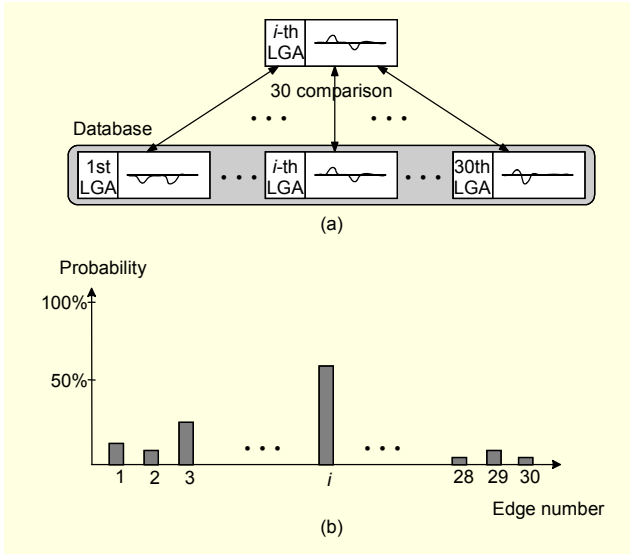 i-th
LGA
30 comparison
• • • • • •
Database
1st
LGA
• • •
i-th
LGA
• • •
30th
LGA
(a)
Probability
100%
50%
• • • • • •
1 2 3 i 28 29 30
Edge number
(b)